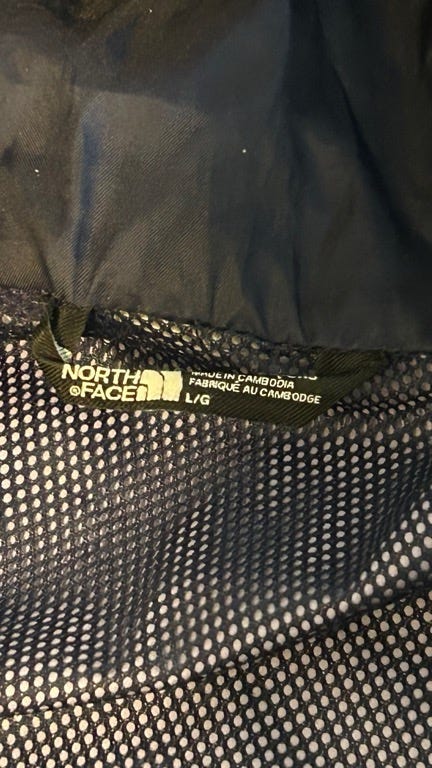 NORTH
FACE
MADE IN CAMBODIA
FABRIQUÉ AU CAMBODGE
L/G